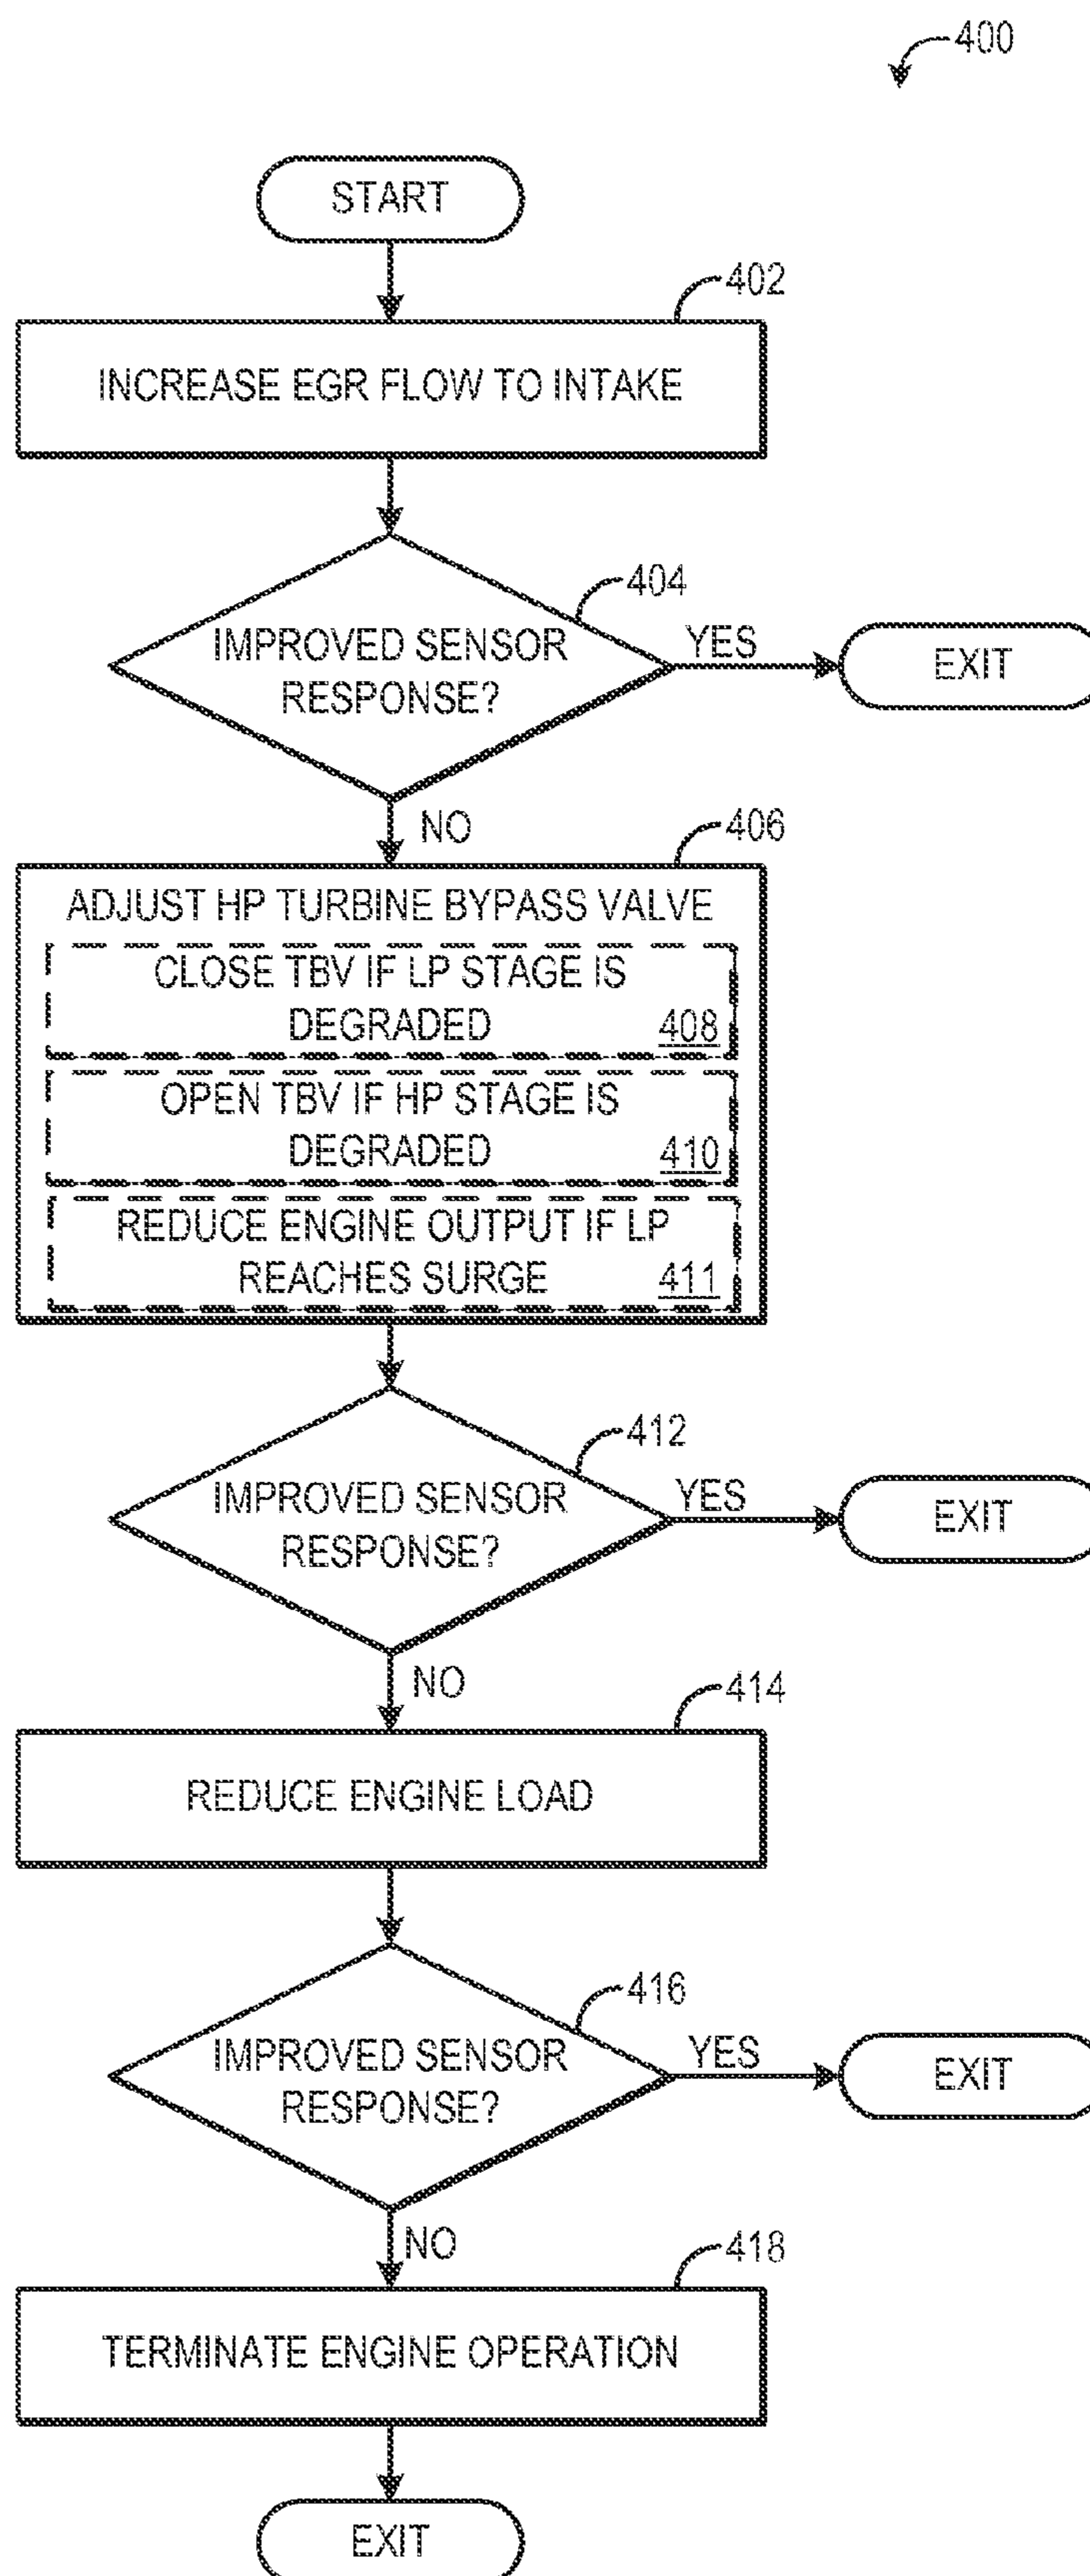 400
START
402
INCREASE EGR FLOW TO INTAKE
404
IMPROVED SENSOR
RESPONSE?
YES
EXIT
NO
406
ADJUST HP TURBINE BYPASS VALVE
CLOSE TBV IF LP STAGE IS
DEGRADED 408
OPEN TBV IF HP STAGE IS
DEGRADED 410
REDUCE ENGINE OUTPUT IF LP
REACHES SURGE 411
412
IMPROVED SENSOR
RESPONSE?
YES
EXIT
NO
414
REDUCE ENGINE LOAD
416
IMPROVED SENSOR
RESPONSE?
YES
EXIT
NO
418
TERMINATE ENGINE OPERATION
EXIT